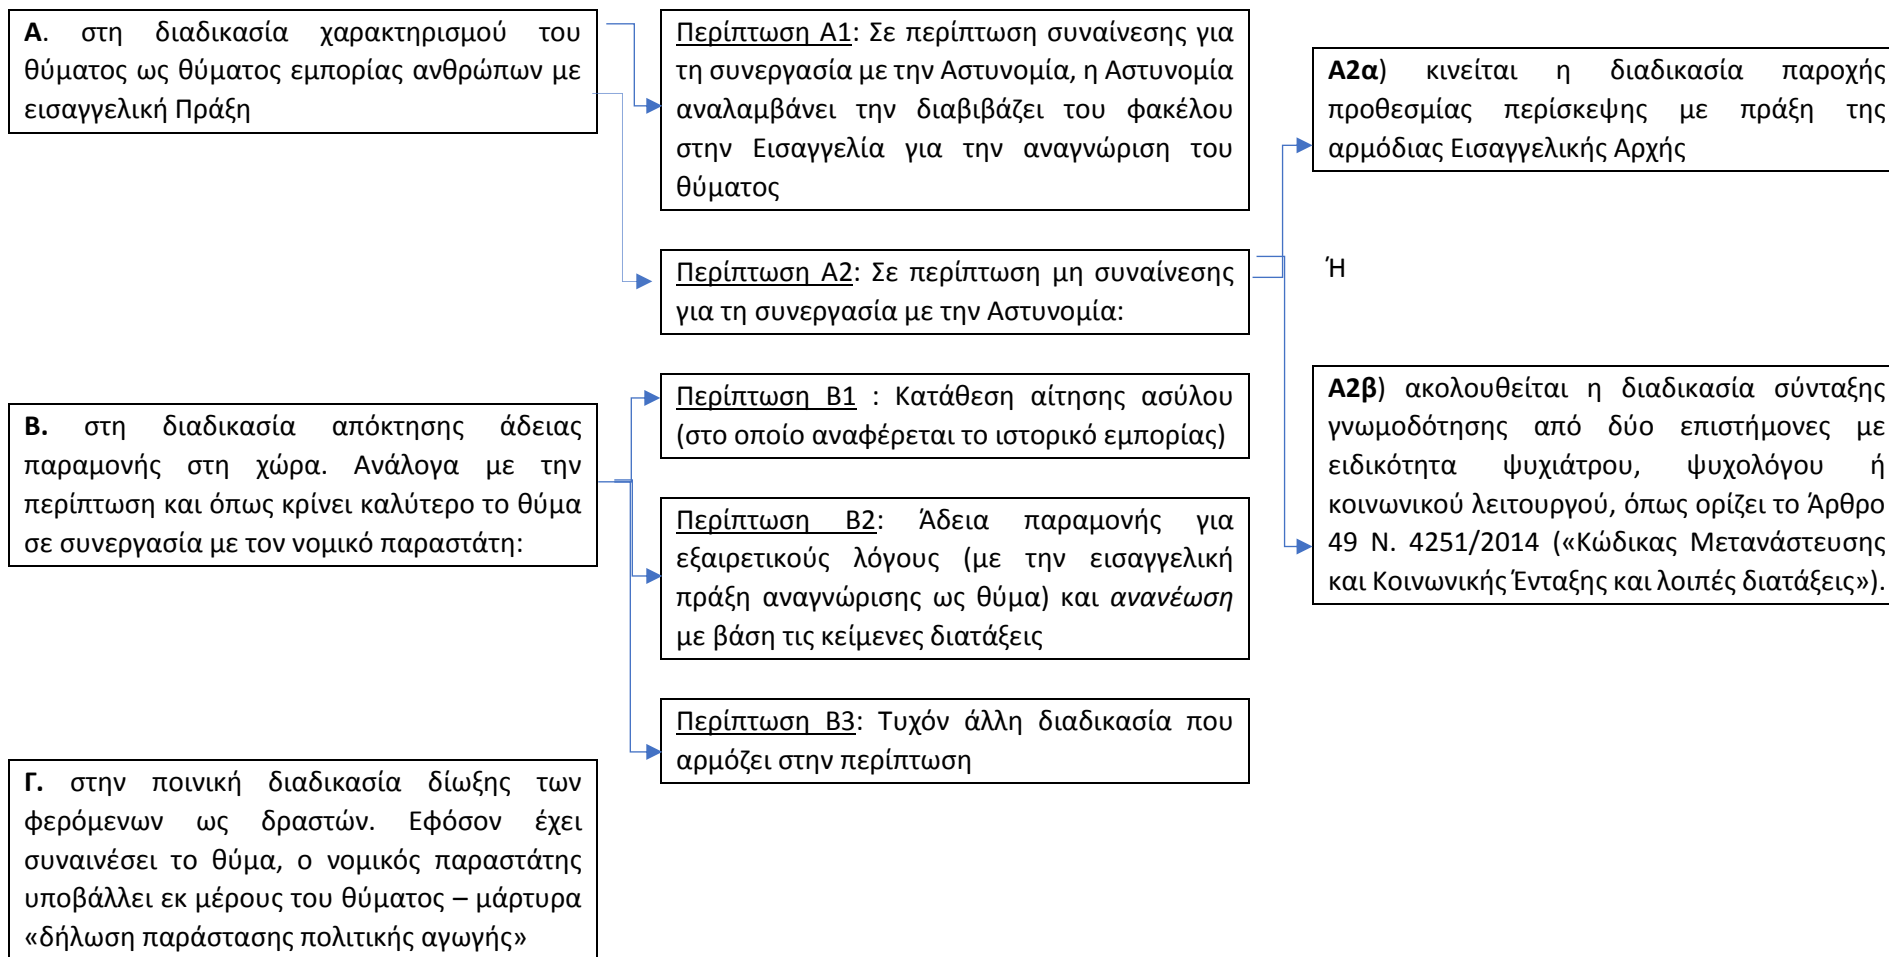 Α. στη διαδικασία χαρακτηρισμού του
θύματος ως θύματος εμπορίας ανθρώπων με
εισαγγελική Πράξη
Περίπτωση Α1: Σε περίπτωση συναίνεσης για
τη συνεργασία με την Αστυνομία, η Αστυνομία
αναλαμβάνει την διαβιβάζει του φακέλου
στην Εισαγγελία για την αναγνώριση του
θύματος
Περίπτωση Α2: Σε περίπτωση μη συναίνεσης
για τη συνεργασία με την Αστυνομία:
Α2α) κινείται η διαδικασία παροχής
προθεσμίας περίσκεψης με πράξη της
αρμόδιας Εισαγγελικής Αρχής
Ή
Α2β) ακολουθείται η διαδικασία σύνταξης
γνωμοδότησης από δύο επιστήμονες με
ειδικότητα ψυχιάτρου, ψυχολόγου ή
κοινωνικού λειτουργού, όπως ορίζει το Άρθρο
49 Ν. 4251/2014 («Κώδικας Μετανάστευσης
και Κοινωνικής Ένταξης και λοιπές διατάξεις»).
Β. στη διαδικασία απόκτησης άδειας
παραμονής στη χώρα. Ανάλογα με την
περίπτωση και όπως κρίνει καλύτερο το θύμα
σε συνεργασία με τον νομικό παραστάτη:
Περίπτωση Β1 : Κατάθεση αίτησης ασύλου
(στο οποίο αναφέρεται το ιστορικό εμπορίας)
Περίπτωση Β2: Άδεια παραμονής για
εξαιρετικούς λόγους (με την εισαγγελική
πράξη αναγνώρισης ως θύμα) και ανανέωση
με βάση τις κείμενες διατάξεις
Περίπτωση Β3: Τυχόν άλλη διαδικασία που
αρμόζει στην περίπτωση
Γ. στην ποινική διαδικασία δίωξης των
φερόμενων ως δραστών. Εφόσον έχει
συναινέσει το θύμα, ο νομικός παραστάτης
υποβάλλει εκ μέρους του θύματος – μάρτυρα
«δήλωση παράστασης πολιτικής αγωγής»